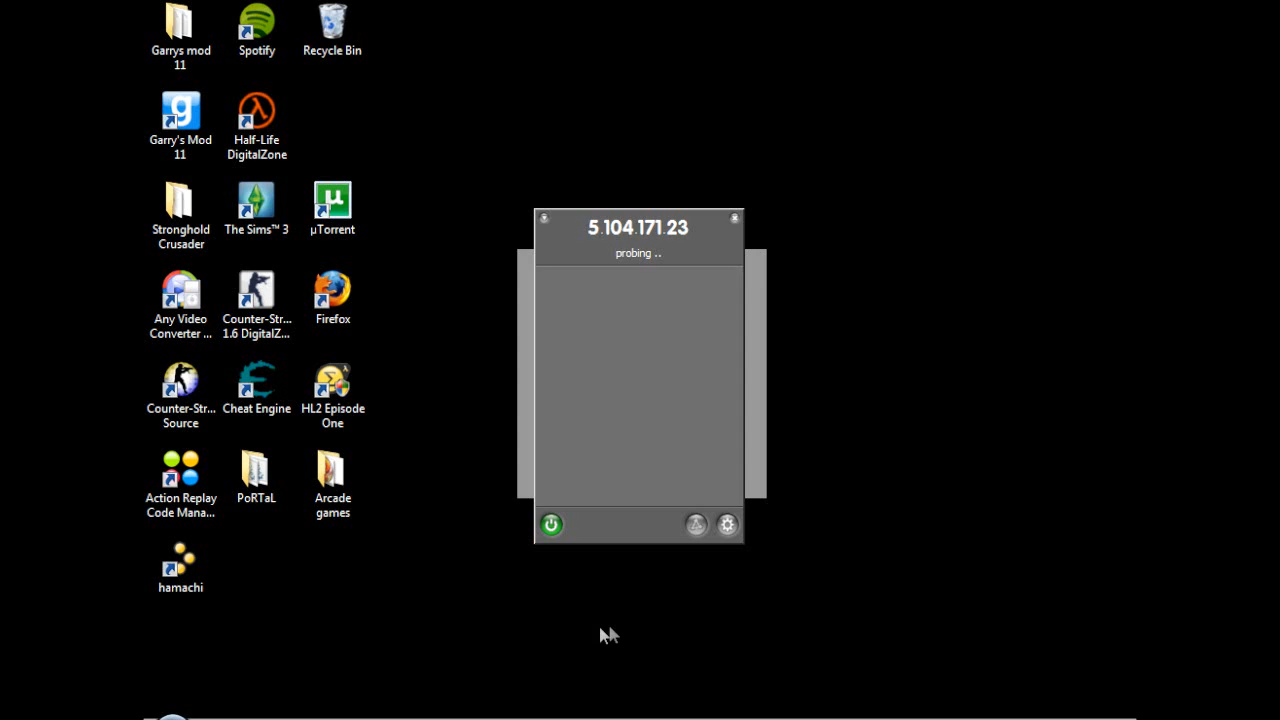 Garrys mod
11
Spotify
Recycle Bin
Garry's Mod
11
Half-Life
DigitalZone
Stronghold
Crusader
The Sims™ 3
µTorrent
Any Video
Converter ...
Counter-Str...
1.6 DigitalZ...
Firefox
Counter-Str...
Source
Cheat Engine
HL2 Episode
One
Action Replay
Code Mana...
PoRTaL
Arcade
games
hamachi
5.104.171.23
probing ..